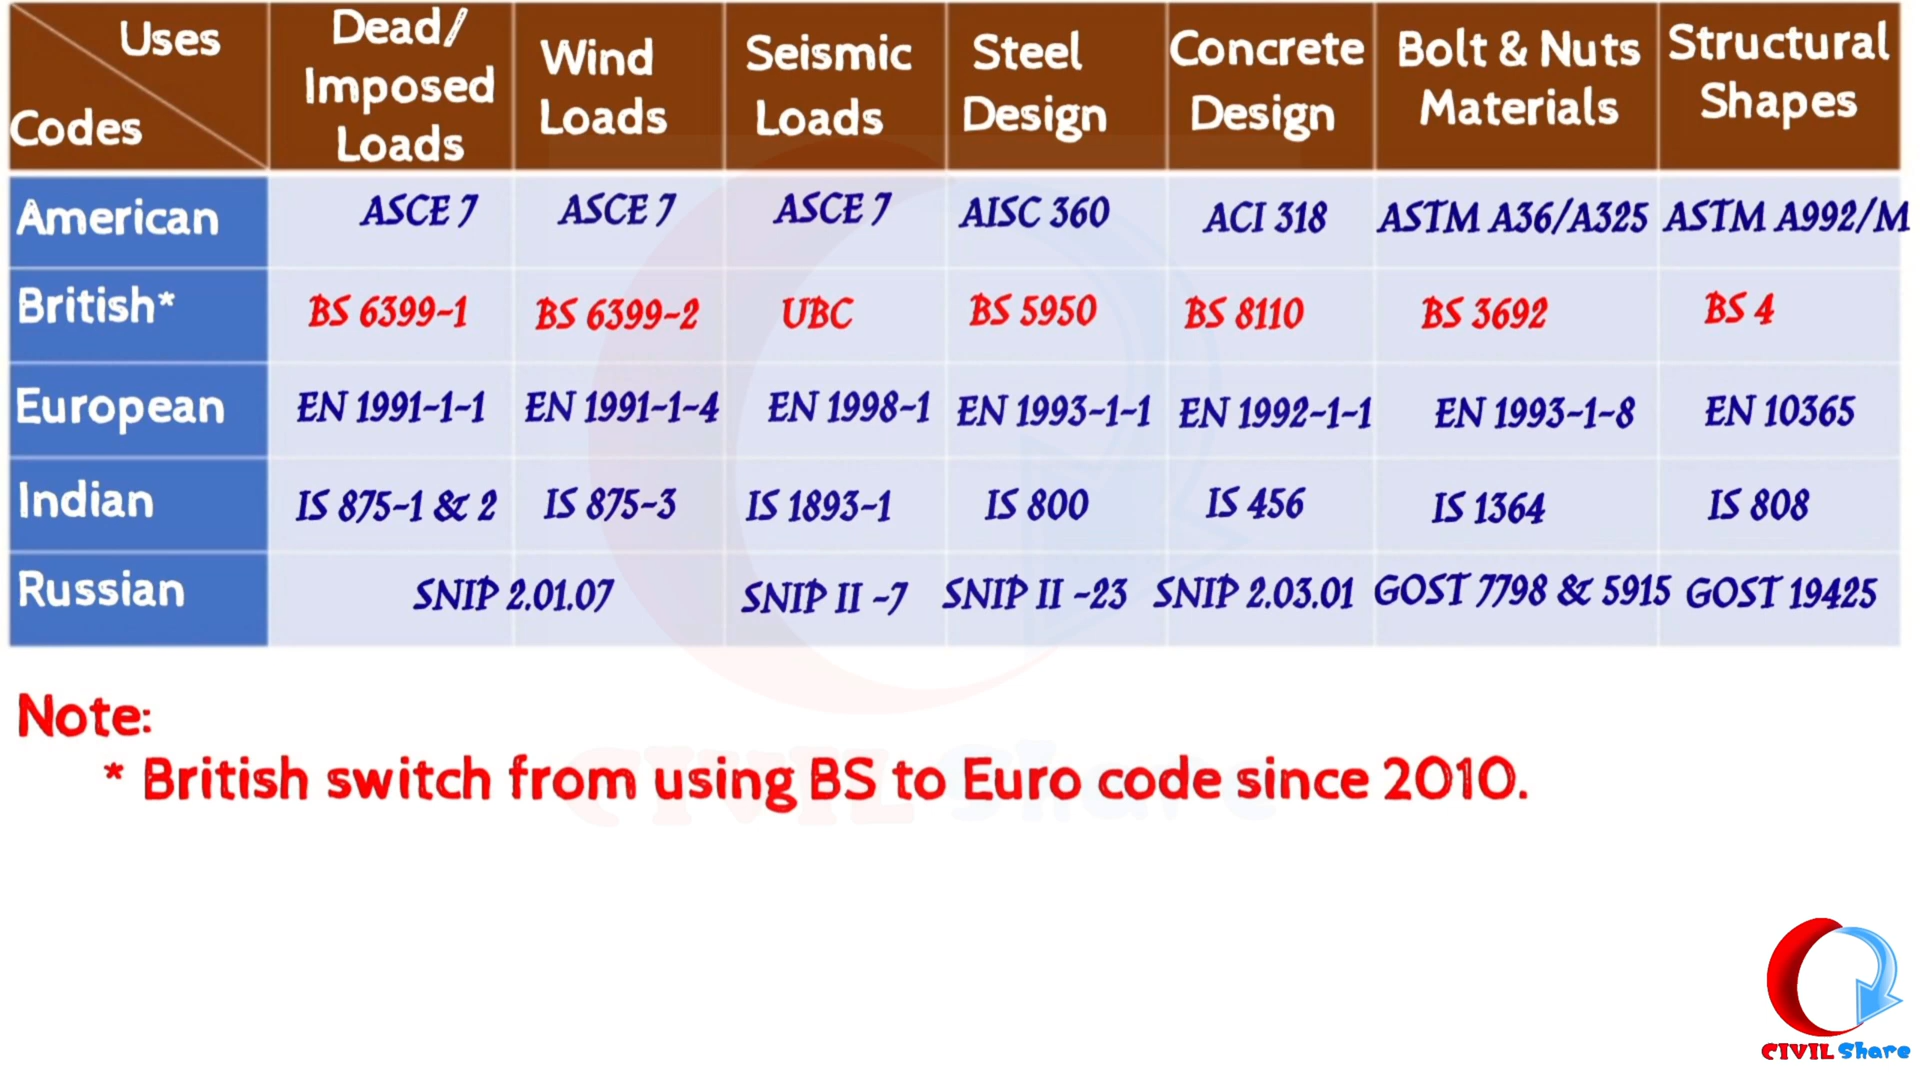 Uses
Codes
Dead/
Imposed
Loads
Wind
Loads
Seismic
Loads
Steel
Design
Concrete
Design
Bolt & Nuts
Materials
Structural
Shapes
American
ASCE 7
ASCE 7
ASCE 7
AISC 360
ACI 318
ASTM A36/A325
ASTM A992/M
British*
BS 6399-1
BS 6399-2
UBC
BS 5950
BS 8110
BS 3692
BS 4
European
EN 1991-1-1
EN 1991-1-4
EN 1998-1
EN 1993-1-1
EN 1992-1-1
EN 1993-1-8
EN 10365
Indian
IS 875-1 & 2
IS 875-3
IS 1893-1
IS 800
IS 456
IS 1364
IS 808
Russian
SNIP 2.01.07
SNIP II -7
SNIP II -23
SNIP 2.03.01
GOST 7798 & 5915
GOST 19425
Note:
* British switch from using BS to Euro code since 2010.
CIVIL Share
CIVIL Share